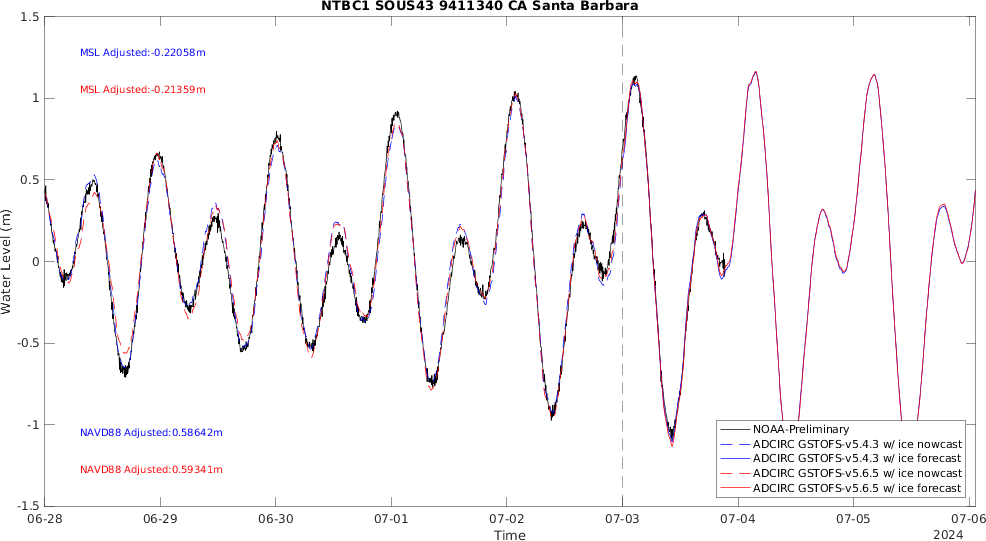 NTBC1 SOUS43 9411340 CA Santa Barbara
1.5
1
0.5
0
-0.5
-1
-1.5
Water Level (m)
MSL Adjusted:-0.22058m
MSL Adjusted:-0.21359m
NAVD88 Adjusted:0.58642m
NAVD88 Adjusted:0.59341m
NOAA-Preliminary
ADCIRC GSTOFS-v5.4.3 w/ ice nowcast
ADCIRC GSTOFS-v5.4.3 w/ ice forecast
ADCIRC GSTOFS-v5.6.5 w/ ice nowcast
ADCIRC GSTOFS-v5.6.5 w/ ice forecast
06-28 06-29 06-30 07-01 07-02 07-03 07-04 07-05 07-06
Time
2024